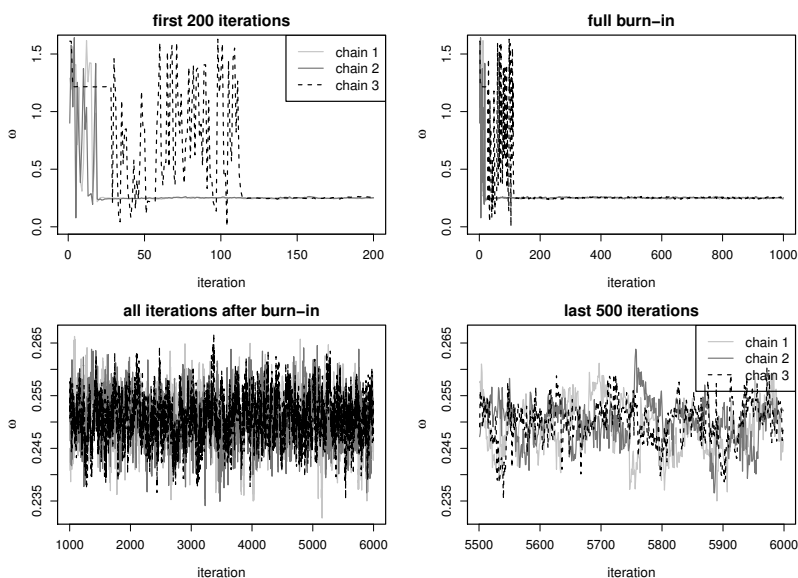 first 200 iterations
1.5
1.0
0.5
0.0
ω
chain 1
chain 2
chain 3
0 50 100 150 200
iteration
full burn−in
1.5
1.0
0.5
0.0
ω
0 200 400 600 800 1000
iteration
all iterations after burn−in
0.265
0.255
0.245
0.235
ω
1000 2000 3000 4000 5000 6000
iteration
last 500 iterations
0.265
0.255
0.245
0.235
ω
chain 1
chain 2
chain 3
5500 5600 5700 5800 5900 6000
iteration